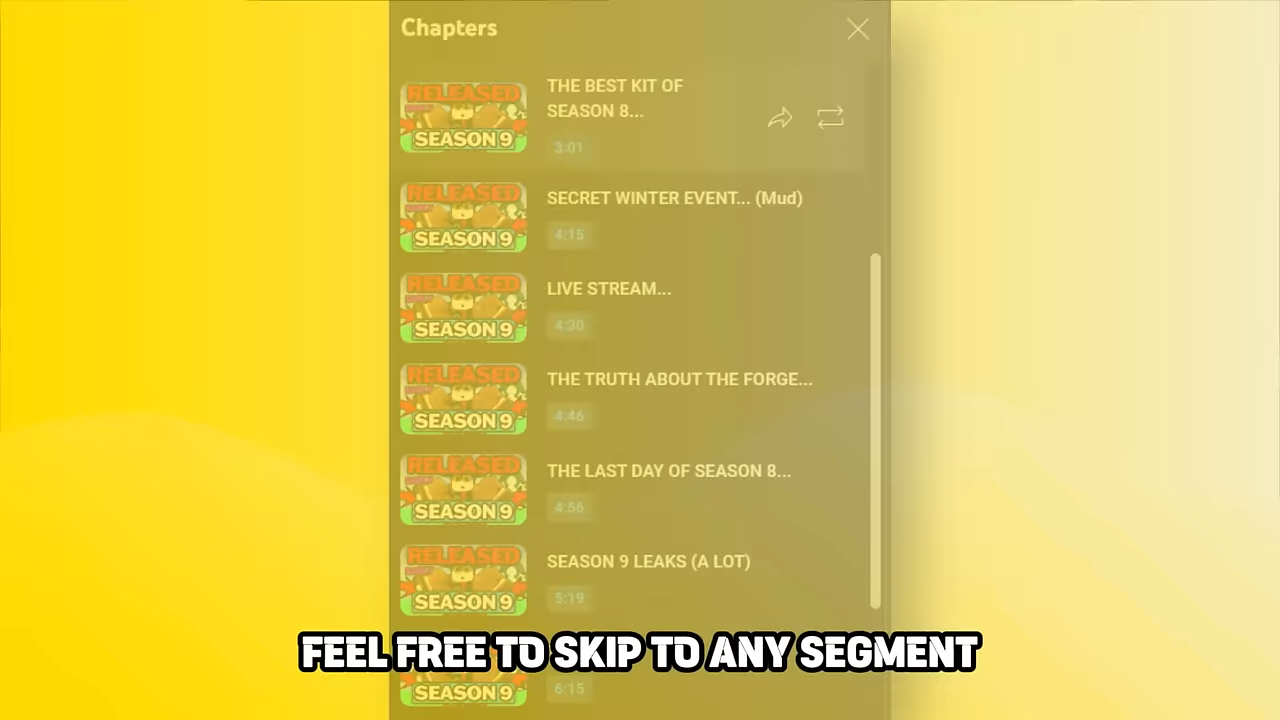 Chapters
RELEASED
SEASON 9
THE BEST KIT OF
SEASON 8...
3:01
RELEASED
SEASON 9
SECRET WINTER EVENT... (Mud)
4:15
RELEASED
SEASON 9
LIVE STREAM...
4:30
RELEASED
SEASON 9
THE TRUTH ABOUT THE FORGE...
4:46
RELEASED
SEASON 9
THE LAST DAY OF SEASON 8...
4:56
RELEASED
SEASON 9
SEASON 9 LEAKS (A LOT)
5:19
FEEL FREE TO SKIP TO ANY SEGMENT
SEASON 9
6:15